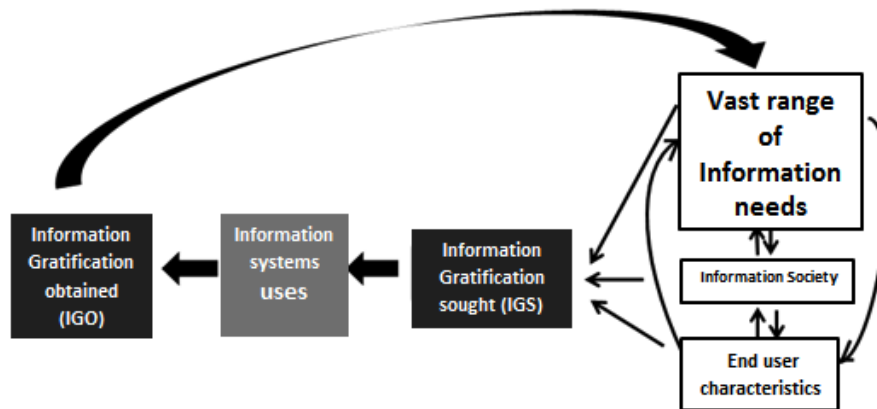 Vast range
of
Information
needs
Information
Gratification
obtained
(IGO)
Information
systems
uses
Information
Gratification
sought (IGS)
Information Society
End user
characteristics